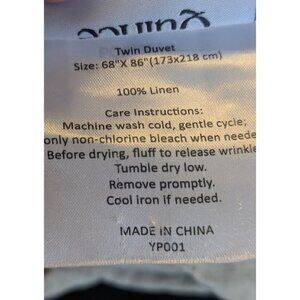 Twin Duvet
Size: 68"X 86"(173x218 cm)
100% Linen
Care Instructions:
Machine wash cold, gentle cycle;
only non-chlorine bleach when neede
Before drying, fluff to release wrinkle
Tumble dry low.
Remove promptly.
Cool iron if needed.
MADE IN CHINA
YP001